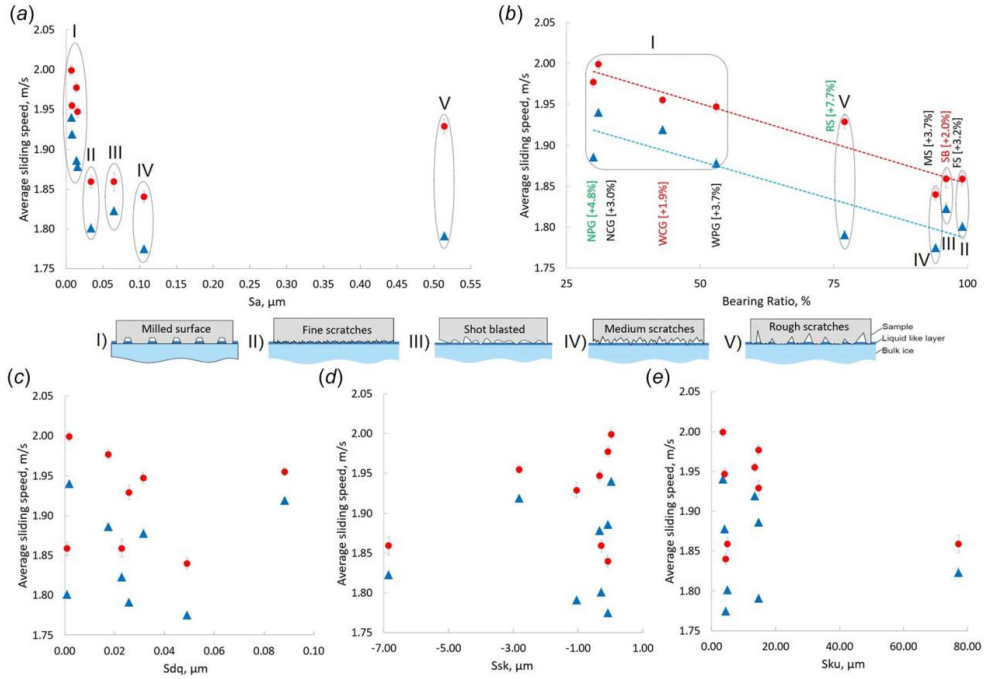 (a)
Average sliding speed, m/s
2.05
2.00
1.95
1.90
1.85
1.80
1.75
I
II
III
IV
V
0.00 0.05 0.10 0.15 0.20 0.25 0.30 0.35 0.40 0.45 0.50 0.55
Sa, µm
(b)
Average sliding speed, m/s
2.05
2.00
1.95
1.90
1.85
1.80
1.75
I
V
IV
III
II
NPG [+4.8%]
NCG [+3.0%]
WCG [+1.9%]
WPG [+3.7%]
RS [+7.7%]
MS [+3.7%]
SB [+2.0%]
FS [+3.2%]
25 50 75 100
Bearing Ratio, %
I) Milled surface
II) Fine scratches
III) Shot blasted
IV) Medium scratches
V) Rough scratches
Sample
Liquid like layer
Bulk ice
(c)
Average sliding speed, m/s
2.05
2.00
1.95
1.90
1.85
1.80
1.75
0.00 0.02 0.04 0.06 0.08 0.10
Sdq, µm
(d)
Average sliding speed, m/s
2.05
2.00
1.95
1.90
1.85
1.80
1.75
-7.00 -5.00 -3.00 -1.00 1.00
Ssk, µm
(e)
Average sliding speed, m/s
2.05
2.00
1.95
1.90
1.85
1.80
1.75
0.00 20.00 40.00 60.00 80.00
Sku, µm